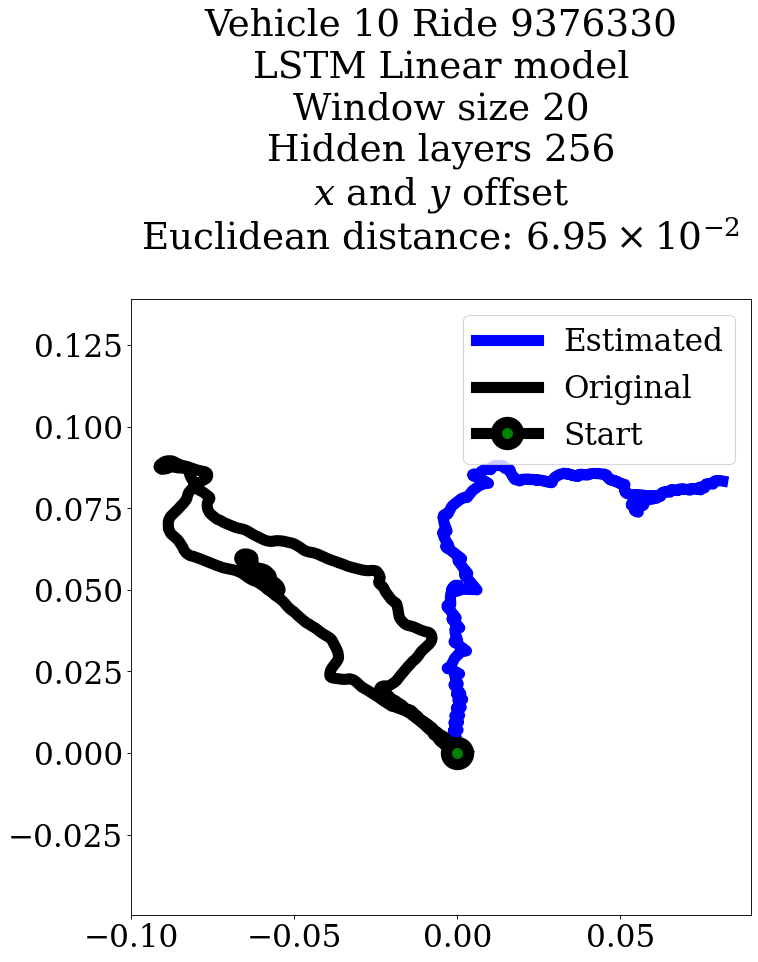 Vehicle 10 Ride 9376330
LSTM Linear model
Window size 20
Hidden layers 256
x and y offset
Euclidean distance: 6.95 × 10⁻²
Estimated
Original
Start
0.125
0.100
0.075
0.050
0.025
0.000
−0.025
−0.10
−0.05
0.00
0.05